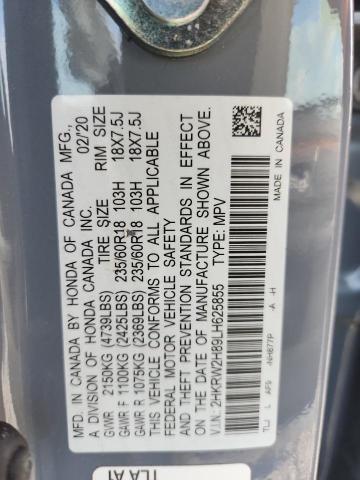 MFD. IN CANADA BY HONDA OF CANADA MFG.,
A DIVISION OF HONDA CANADA INC. 02/20
GVWR 2150KG (4739LBS) TIRE SIZE RIM SIZE
GAWR F 1100KG (2425LBS) 235/60R18 103H 18X7.5J
GAWR R 1075KG (2369LBS) 235/60R18 103H 18X7.5J
THIS VEHICLE CONFORMS TO ALL APPLICABLE
FEDERAL MOTOR VEHICLE SAFETY
AND THEFT PREVENTION STANDARDS IN EFFECT
ON THE DATE OF MANUFACTURE SHOWN ABOVE.
V.I.N.: 2HKRW2H89LH625855 TYPE: MPV
NH877P -A -H
MADE IN CANADA